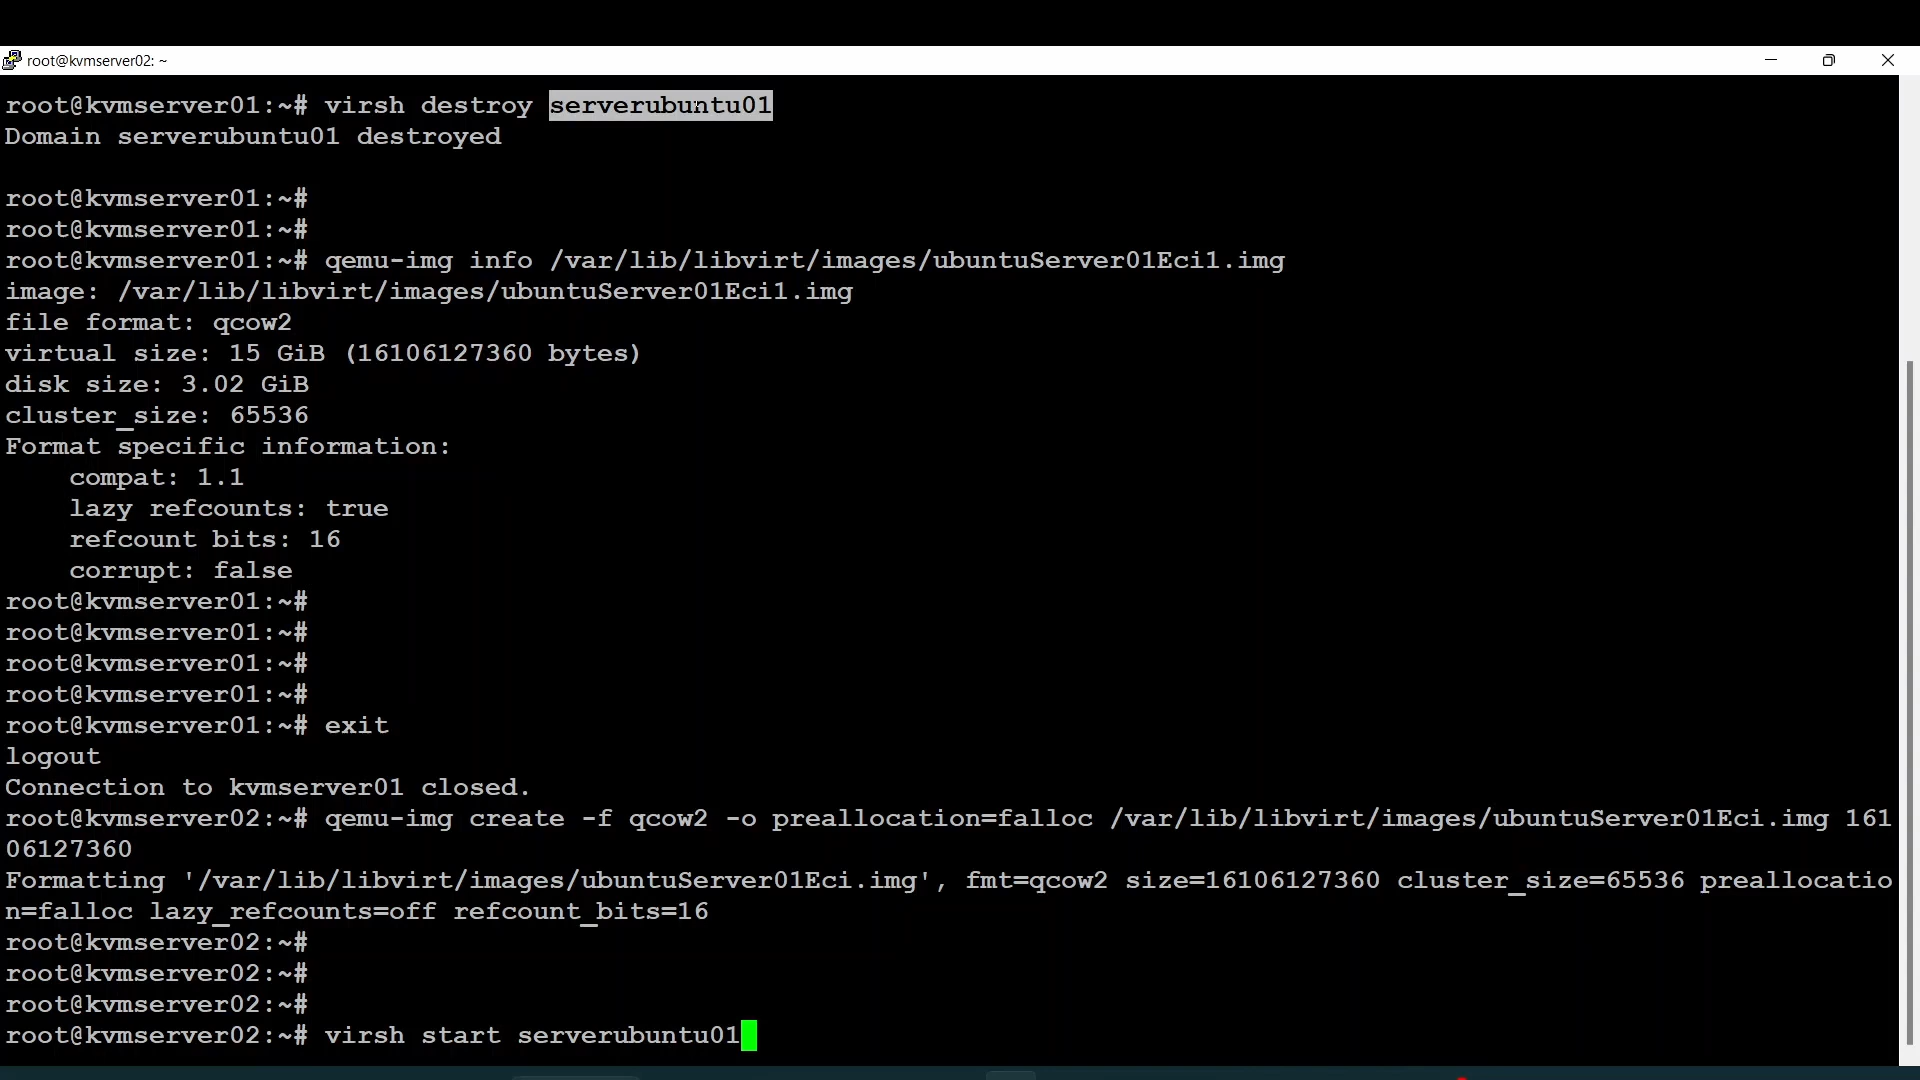 root@kvmserver02: ~
root@kvmserver01:~# virsh destroy serverubuntu01
Domain serverubuntu01 destroyed
root@kvmserver01:~#
root@kvmserver01:~#
root@kvmserver01:~# qemu-img info /var/lib/libvirt/images/ubuntuServer01Eci1.img
image: /var/lib/libvirt/images/ubuntuServer01Eci1.img
file format: qcow2
virtual size: 15 GiB (16106127360 bytes)
disk size: 3.02 GiB
cluster_size: 65536
Format specific information:
    compat: 1.1
    lazy refcounts: true
    refcount bits: 16
    corrupt: false
root@kvmserver01:~#
root@kvmserver01:~#
root@kvmserver01:~#
root@kvmserver01:~#
root@kvmserver01:~# exit
logout
Connection to kvmserver01 closed.
root@kvmserver02:~# qemu-img create -f qcow2 -o preallocation=falloc /var/lib/libvirt/images/ubuntuServer01Eci.img 161
06127360
Formatting '/var/lib/libvirt/images/ubuntuServer01Eci.img', fmt=qcow2 size=16106127360 cluster_size=65536 preallocatio
n=falloc lazy_refcounts=off refcount_bits=16
root@kvmserver02:~#
root@kvmserver02:~#
root@kvmserver02:~#
root@kvmserver02:~# virsh start serverubuntu01